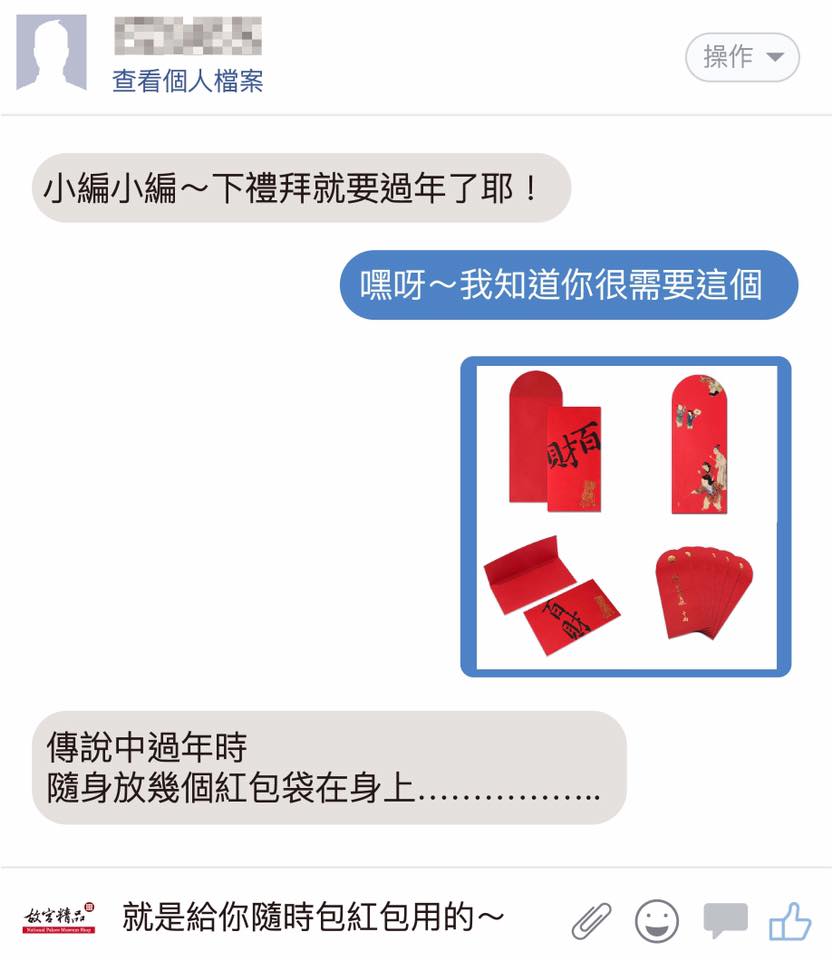 查看個人檔案
操作
小編小編～下禮拜就要過年了耶！
嘿呀～我知道你很需要這個
百財
百財
傳說中過年時
隨身放幾個紅包袋在身上………………..
故宮精品
National Palace Museum Shop
就是給你隨時包紅包用的～